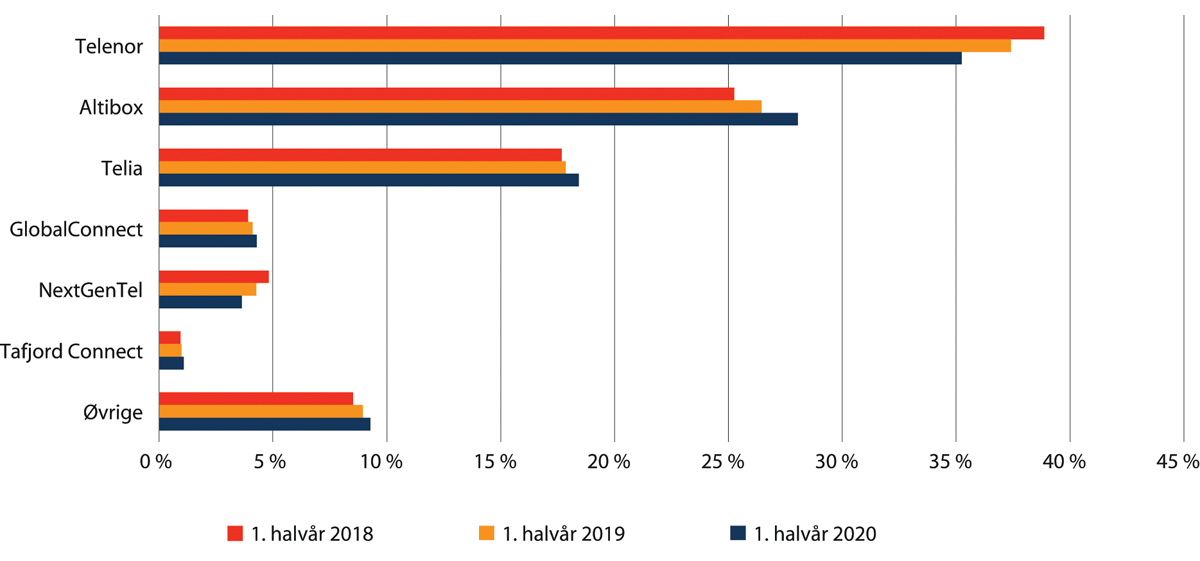 Telenor
Altibox
Telia
GlobalConnect
NextGenTel
Tafjord Connect
Øvrige
0 % 5 % 10 % 15 % 20 % 25 % 30 % 35 % 40 % 45 %
1. halvår 2018 1. halvår 2019 1. halvår 2020